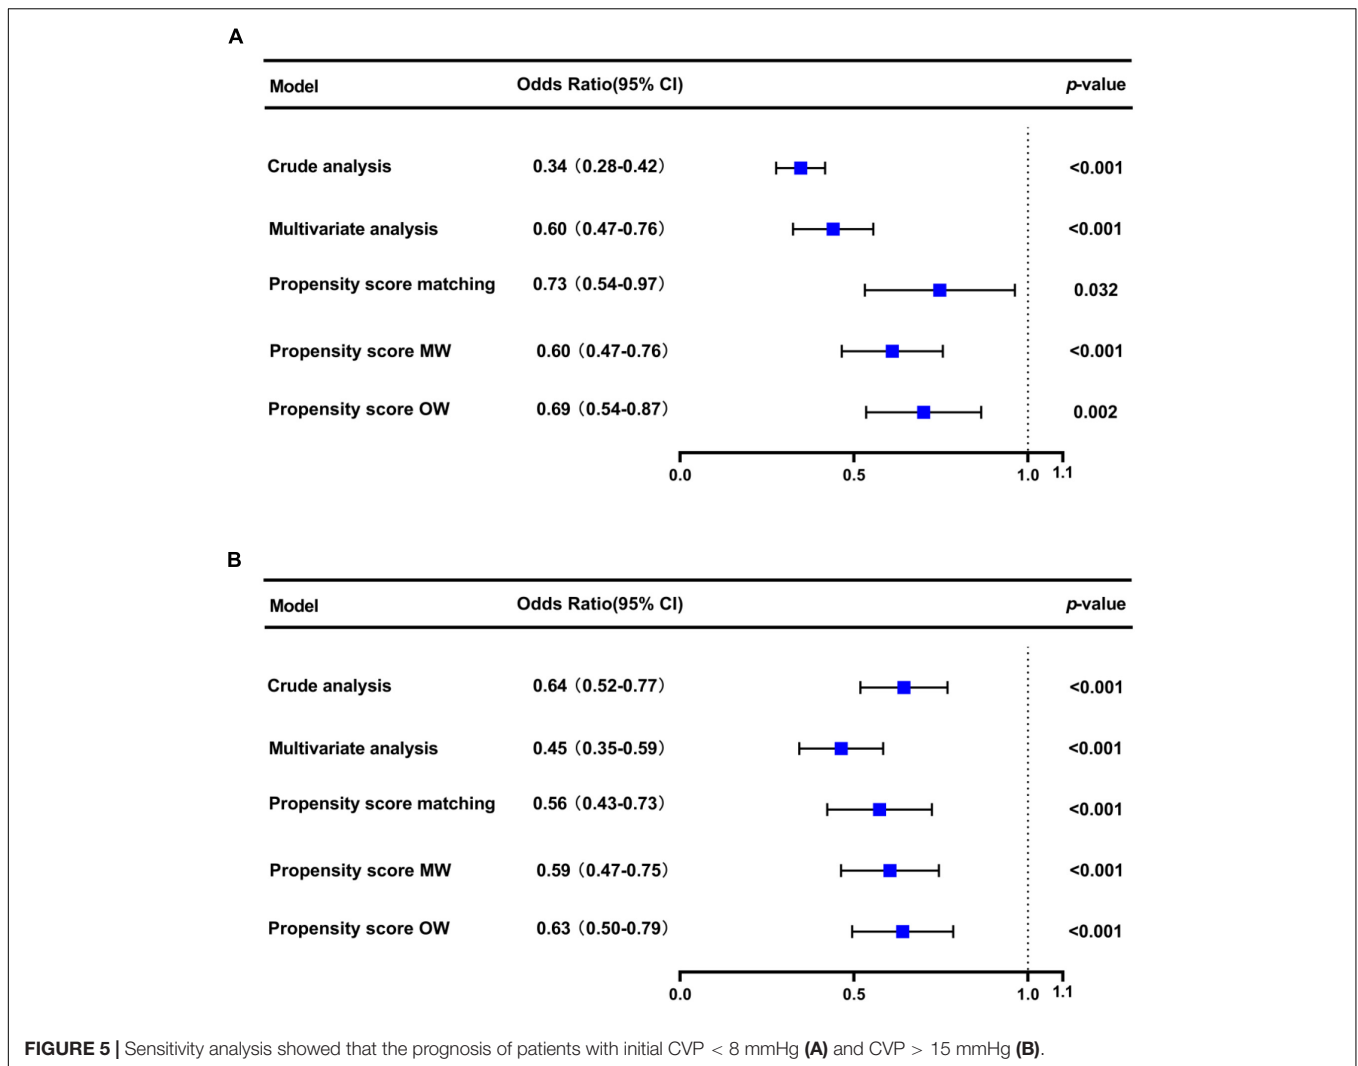 A
Model Odds Ratio(95% CI) p-value
Crude analysis 0.34（0.28-0.42） <0.001
Multivariate analysis 0.60（0.47-0.76） <0.001
Propensity score matching 0.73（0.54-0.97） 0.032
Propensity score MW 0.60（0.47-0.76） <0.001
Propensity score OW 0.69（0.54-0.87） 0.002
0.0 0.5 1.0 1.1
B
Model Odds Ratio(95% CI) p-value
Crude analysis 0.64（0.52-0.77） <0.001
Multivariate analysis 0.45（0.35-0.59） <0.001
Propensity score matching 0.56（0.43-0.73） <0.001
Propensity score MW 0.59（0.47-0.75） <0.001
Propensity score OW 0.63（0.50-0.79） <0.001
0.0 0.5 1.0 1.1
FIGURE 5 | Sensitivity analysis showed that the prognosis of patients with initial CVP < 8 mmHg (A) and CVP > 15 mmHg (B).